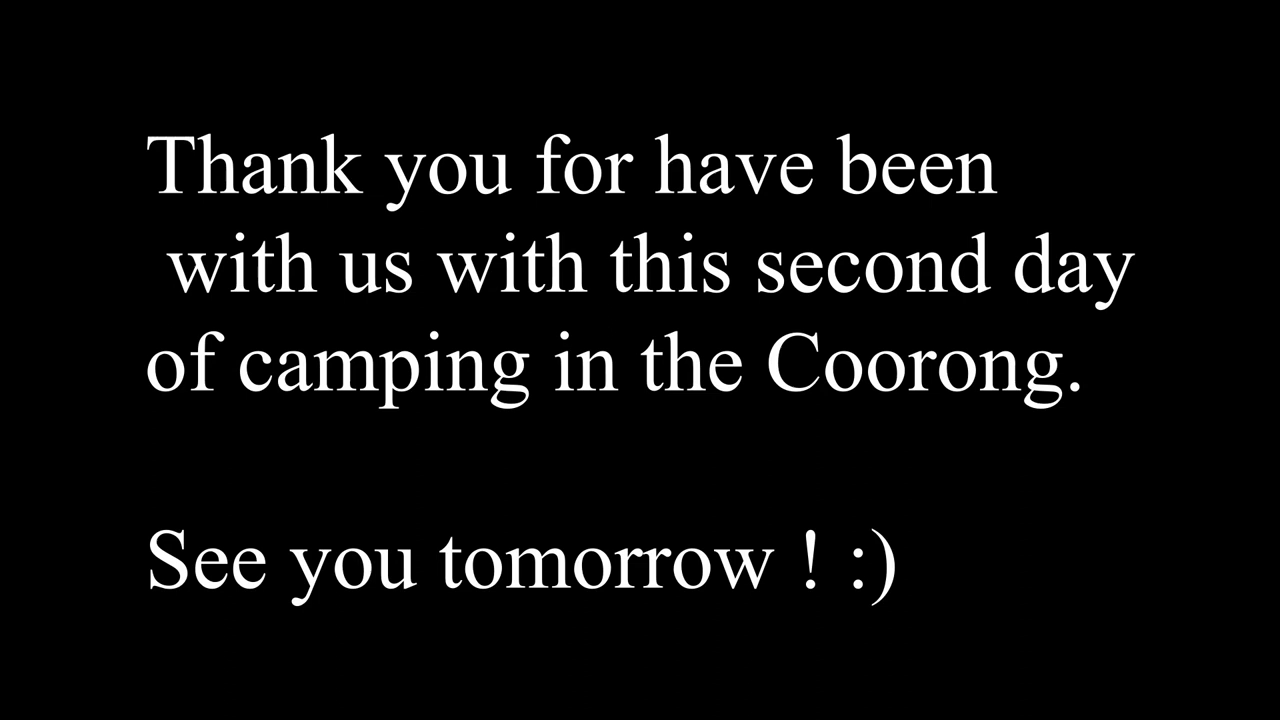 Thank you for have been
with us with this second day
of camping in the Coorong.
See you tomorrow ! :)